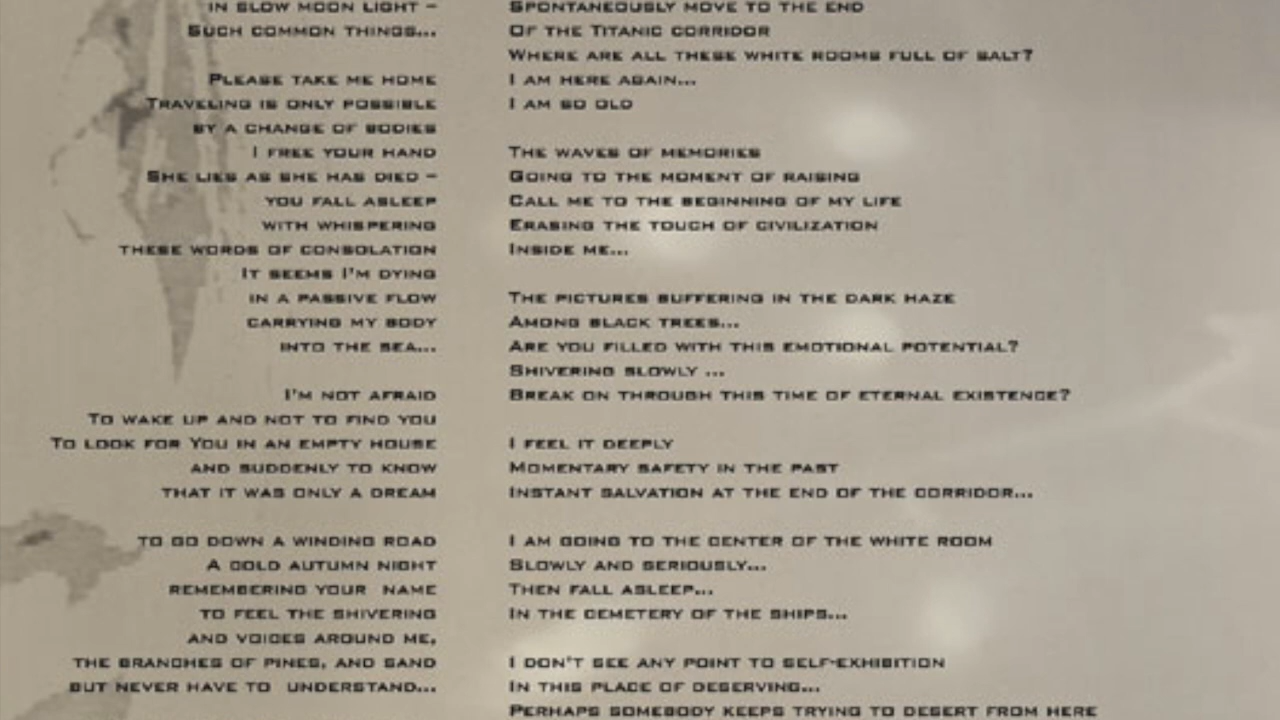 IN SLOW MOON LIGHT –
SUCH COMMON THINGS...
PLEASE TAKE ME HOME
TRAVELING IS ONLY POSSIBLE
BY A CHANGE OF BODIES
I FREE YOUR HAND
SHE LIES AS SHE HAS DIED –
YOU FALL ASLEEP
WITH WHISPERING
THESE WORDS OF CONSOLATION
IT SEEMS I'M DYING
IN A PASSIVE FLOW
CARRYING MY BODY
INTO THE SEA...
I'M NOT AFRAID
TO WAKE UP AND NOT TO FIND YOU
TO LOOK FOR YOU IN AN EMPTY HOUSE
AND SUDDENLY TO KNOW
THAT IT WAS ONLY A DREAM
TO GO DOWN A WINDING ROAD
A COLD AUTUMN NIGHT
REMEMBERING YOUR NAME
TO FEEL THE SHIVERING
AND VOICES AROUND ME,
THE BRANCHES OF PINES, AND SAND
BUT NEVER HAVE TO UNDERSTAND...
SPONTANEOUSLY MOVE TO THE END
OF THE TITANIC CORRIDOR
WHERE ARE ALL THESE WHITE ROOMS FULL OF SALT?
I AM HERE AGAIN...
I AM SO OLD
THE WAVES OF MEMORIES
GOING TO THE MOMENT OF RAISING
CALL ME TO THE BEGINNING OF MY LIFE
ERASING THE TOUCH OF CIVILIZATION
INSIDE ME...
THE PICTURES SUFFERING IN THE DARK HAZE
AMONG BLACK TREES...
ARE YOU FILLED WITH THIS EMOTIONAL POTENTIAL?
SHIVERING SLOWLY ...
BREAK ON THROUGH THIS TIME OF ETERNAL EXISTENCE?
I FEEL IT DEEPLY
MOMENTARY SAFETY IN THE PAST
INSTANT SALVATION AT THE END OF THE CORRIDOR...
I AM GOING TO THE CENTER OF THE WHITE ROOM
SLOWLY AND SERIOUSLY...
THEN FALL ASLEEP...
IN THE CEMETERY OF THE SHIPS...
I DON'T SEE ANY POINT TO SELF-EXHIBITION
IN THIS PLACE OF DESERVING...
PERHAPS SOMEBODY KEEPS TRYING TO DESERT FROM HERE